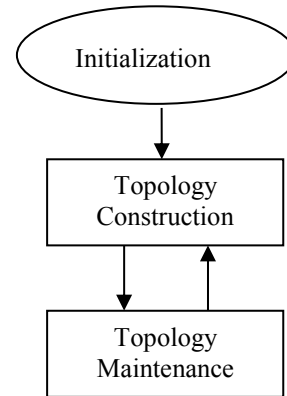 Initialization
Topology
Construction
Topology
Maintenance